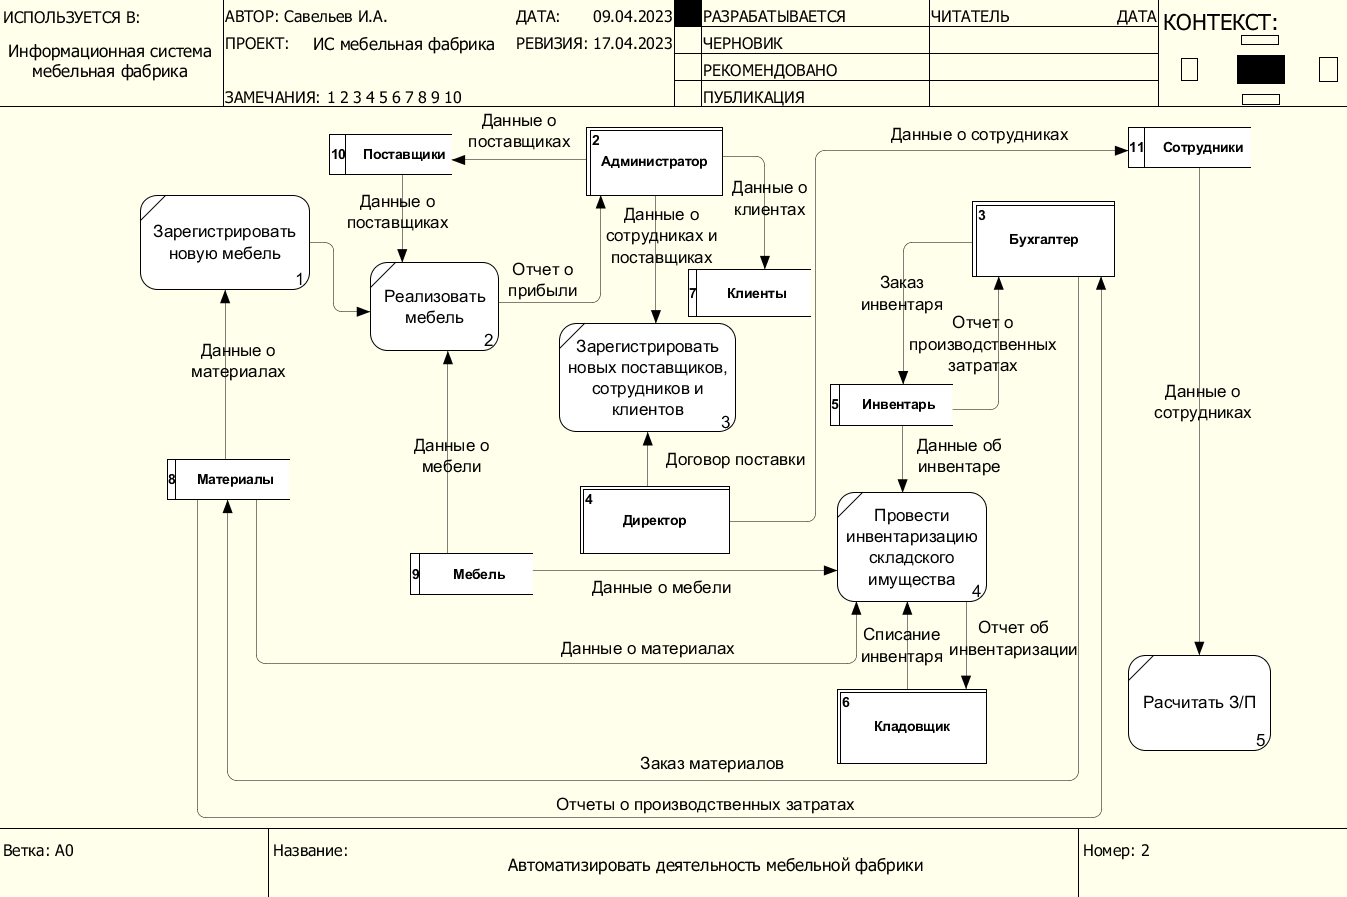 ИСПОЛЬЗУЕТСЯ В:
Информационная система
мебельная фабрика
АВТОР: Савельев И.А.
ДАТА: 09.04.2023
ПРОЕКТ: ИС мебельная фабрика
РЕВИЗИЯ: 17.04.2023
ЗАМЕЧАНИЯ: 1 2 3 4 5 6 7 8 9 10
РАЗРАБАТЫВАЕТСЯ
ЧЕРНОВИК
РЕКОМЕНДОВАНО
ПУБЛИКАЦИЯ
ЧИТАТЕЛЬ
ДАТА
КОНТЕКСТ:
Данные о
поставщиках
10 Поставщики
2
Администратор
Данные о сотрудниках
11 Сотрудники
Данные о
поставщиках
Данные о
клиентах
Данные о
сотрудниках и
поставщиках
3
Бухгалтер
Зарегистрировать
новую мебель
1
Реализовать
мебель
2
Отчет о
прибыли
7 Клиенты
Заказ
инвентаря
Отчет о
производственных
затратах
Данные о
материалах
Зарегистрировать
новых поставщиков,
сотрудников и
клиентов
3
5 Инвентарь
Данные о
сотрудниках
Данные о
мебели
Договор поставки
Данные об
инвентаре
8 Материалы
4
Директор
Провести
инвентаризацию
складского
имущества
4
9 Мебель
Данные о мебели
Списание
инвентаря
Отчет об
инвентаризации
Данные о материалах
6
Кладовщик
Расчитать З/П
5
Заказ материалов
Отчеты о производственных затратах
Ветка: A0
Название:
Автоматизировать деятельность мебельной фабрики
Номер: 2